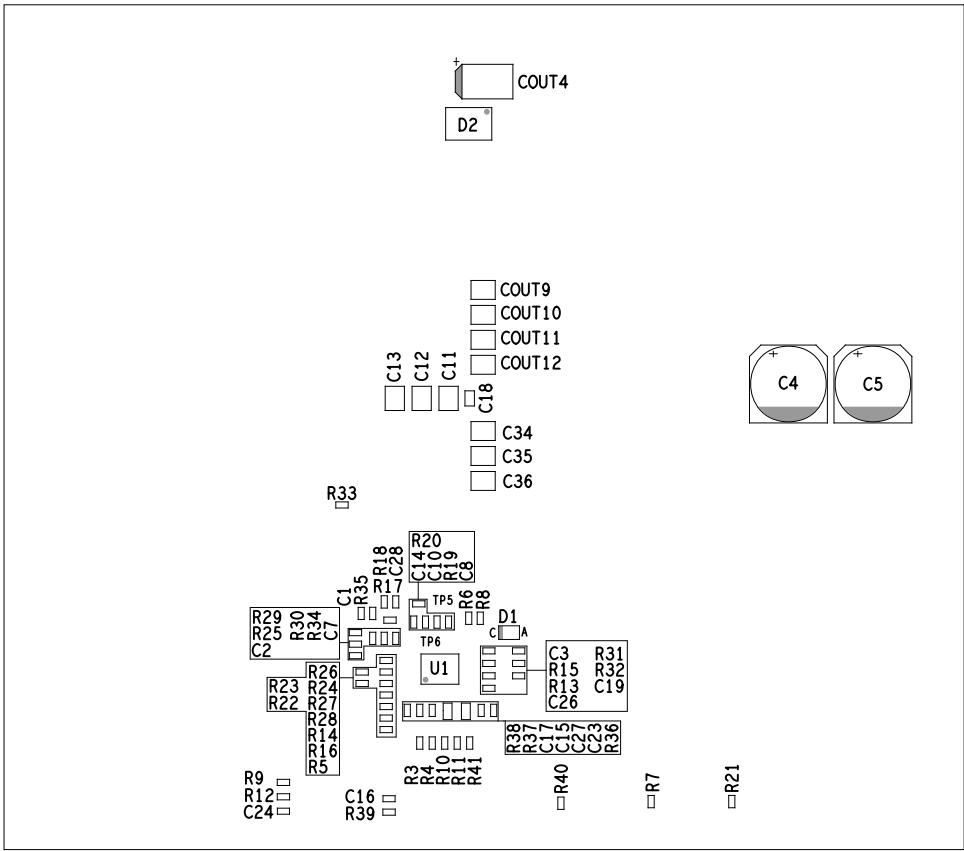 +
COUT4
D2
COUT9
COUT10
COUT11
COUT12
C13
C12
C11
C18
+
C4
+
C5
C34
C35
C36
R33
R20
C14
C10
R19
C8
R18
C28
R17
C1
R35
TP5
TP6
R6
R8
D1
C
A
R29
R25
C2
R30
R34
C7
U1
C3
R15
R13
C26
R31
R32
C19
R26
R24
R27
R28
R14
R16
R5
R23
R22
R38
R37
C17
C15
C27
C23
R36
R3
R4
R10
R11
R41
R9
R12
C24
C16
R39
R40
R7
R21